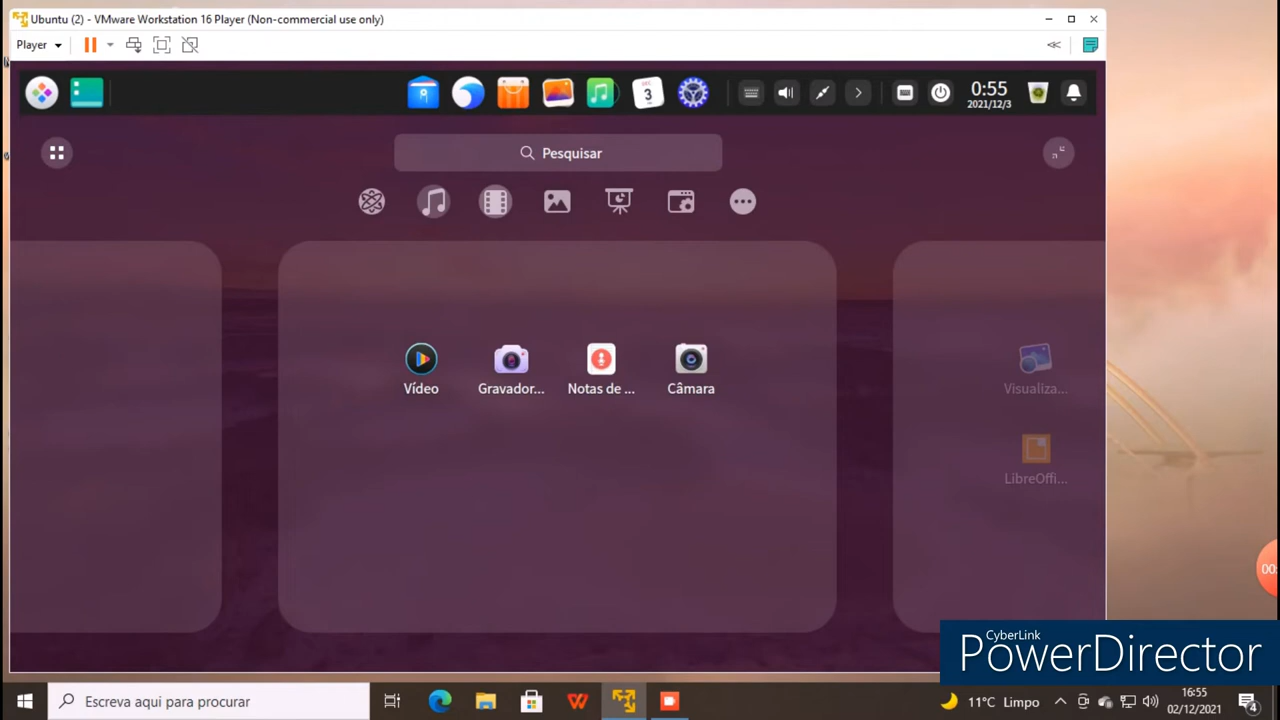 Ubuntu (2) - VMware Workstation 16 Player (Non-commercial use only)
Player
3
0:55
2021/12/3
Pesquisar
Vídeo
Gravador...
Notas de ...
Câmara
Visualiza...
LibreOffi...
00:
CyberLink
PowerDirector
Escreva aqui para procurar
11°C Limpo
16:55
02/12/2021
4